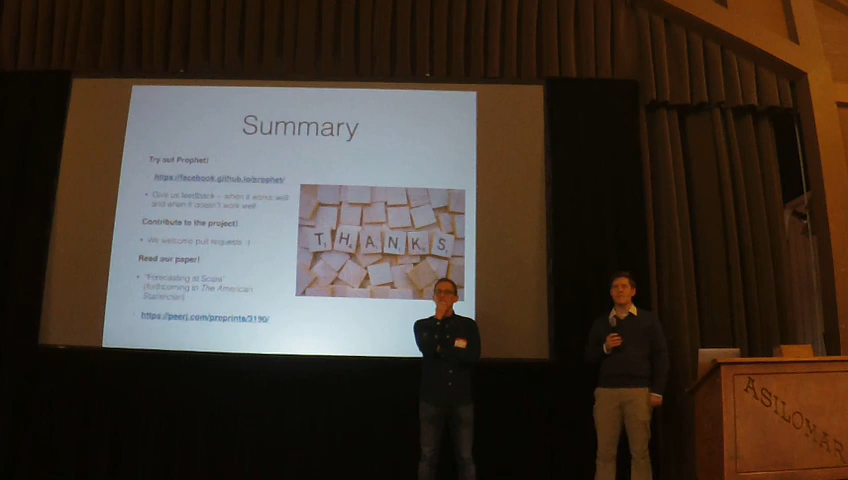 Summary
Try out Prophet!
https://facebook.github.io/prophet/
• Give us feedback – when it works well
and when it doesn't work well.
Contribute to the project!
• We welcome pull requests :)
Read our paper!
• "Forecasting at Scale"
(forthcoming in The American
Statistician)
https://peerj.com/preprints/3190/
THANKS
ASILOMAR